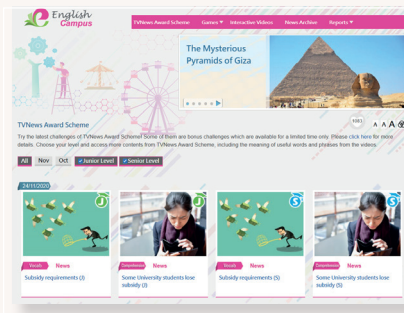 English
Campus
TVNews Award Scheme Games ▼ Interactive Videos News Archive Reports ▼
The Mysterious
Pyramids of Giza
TVNews Award Scheme
1083 A A A
Try the latest challenges of TVNews Award Scheme! Some of them are bonus challenges which are available for a limited time only. Please click here for more
details. Choose your level and access more contents from TVNews Award Scheme, including the meaning of useful words and phrases from the videos.
All Nov Oct ✔Junior Level ✔Senior Level
24/11/2020
J J S S
Vocab News Comprehension News Vocab News Comprehension News
Subsidy requirements (J) Some University students lose Subsidy requirements (S) Some University students lose
subsidy (J) subsidy (S)